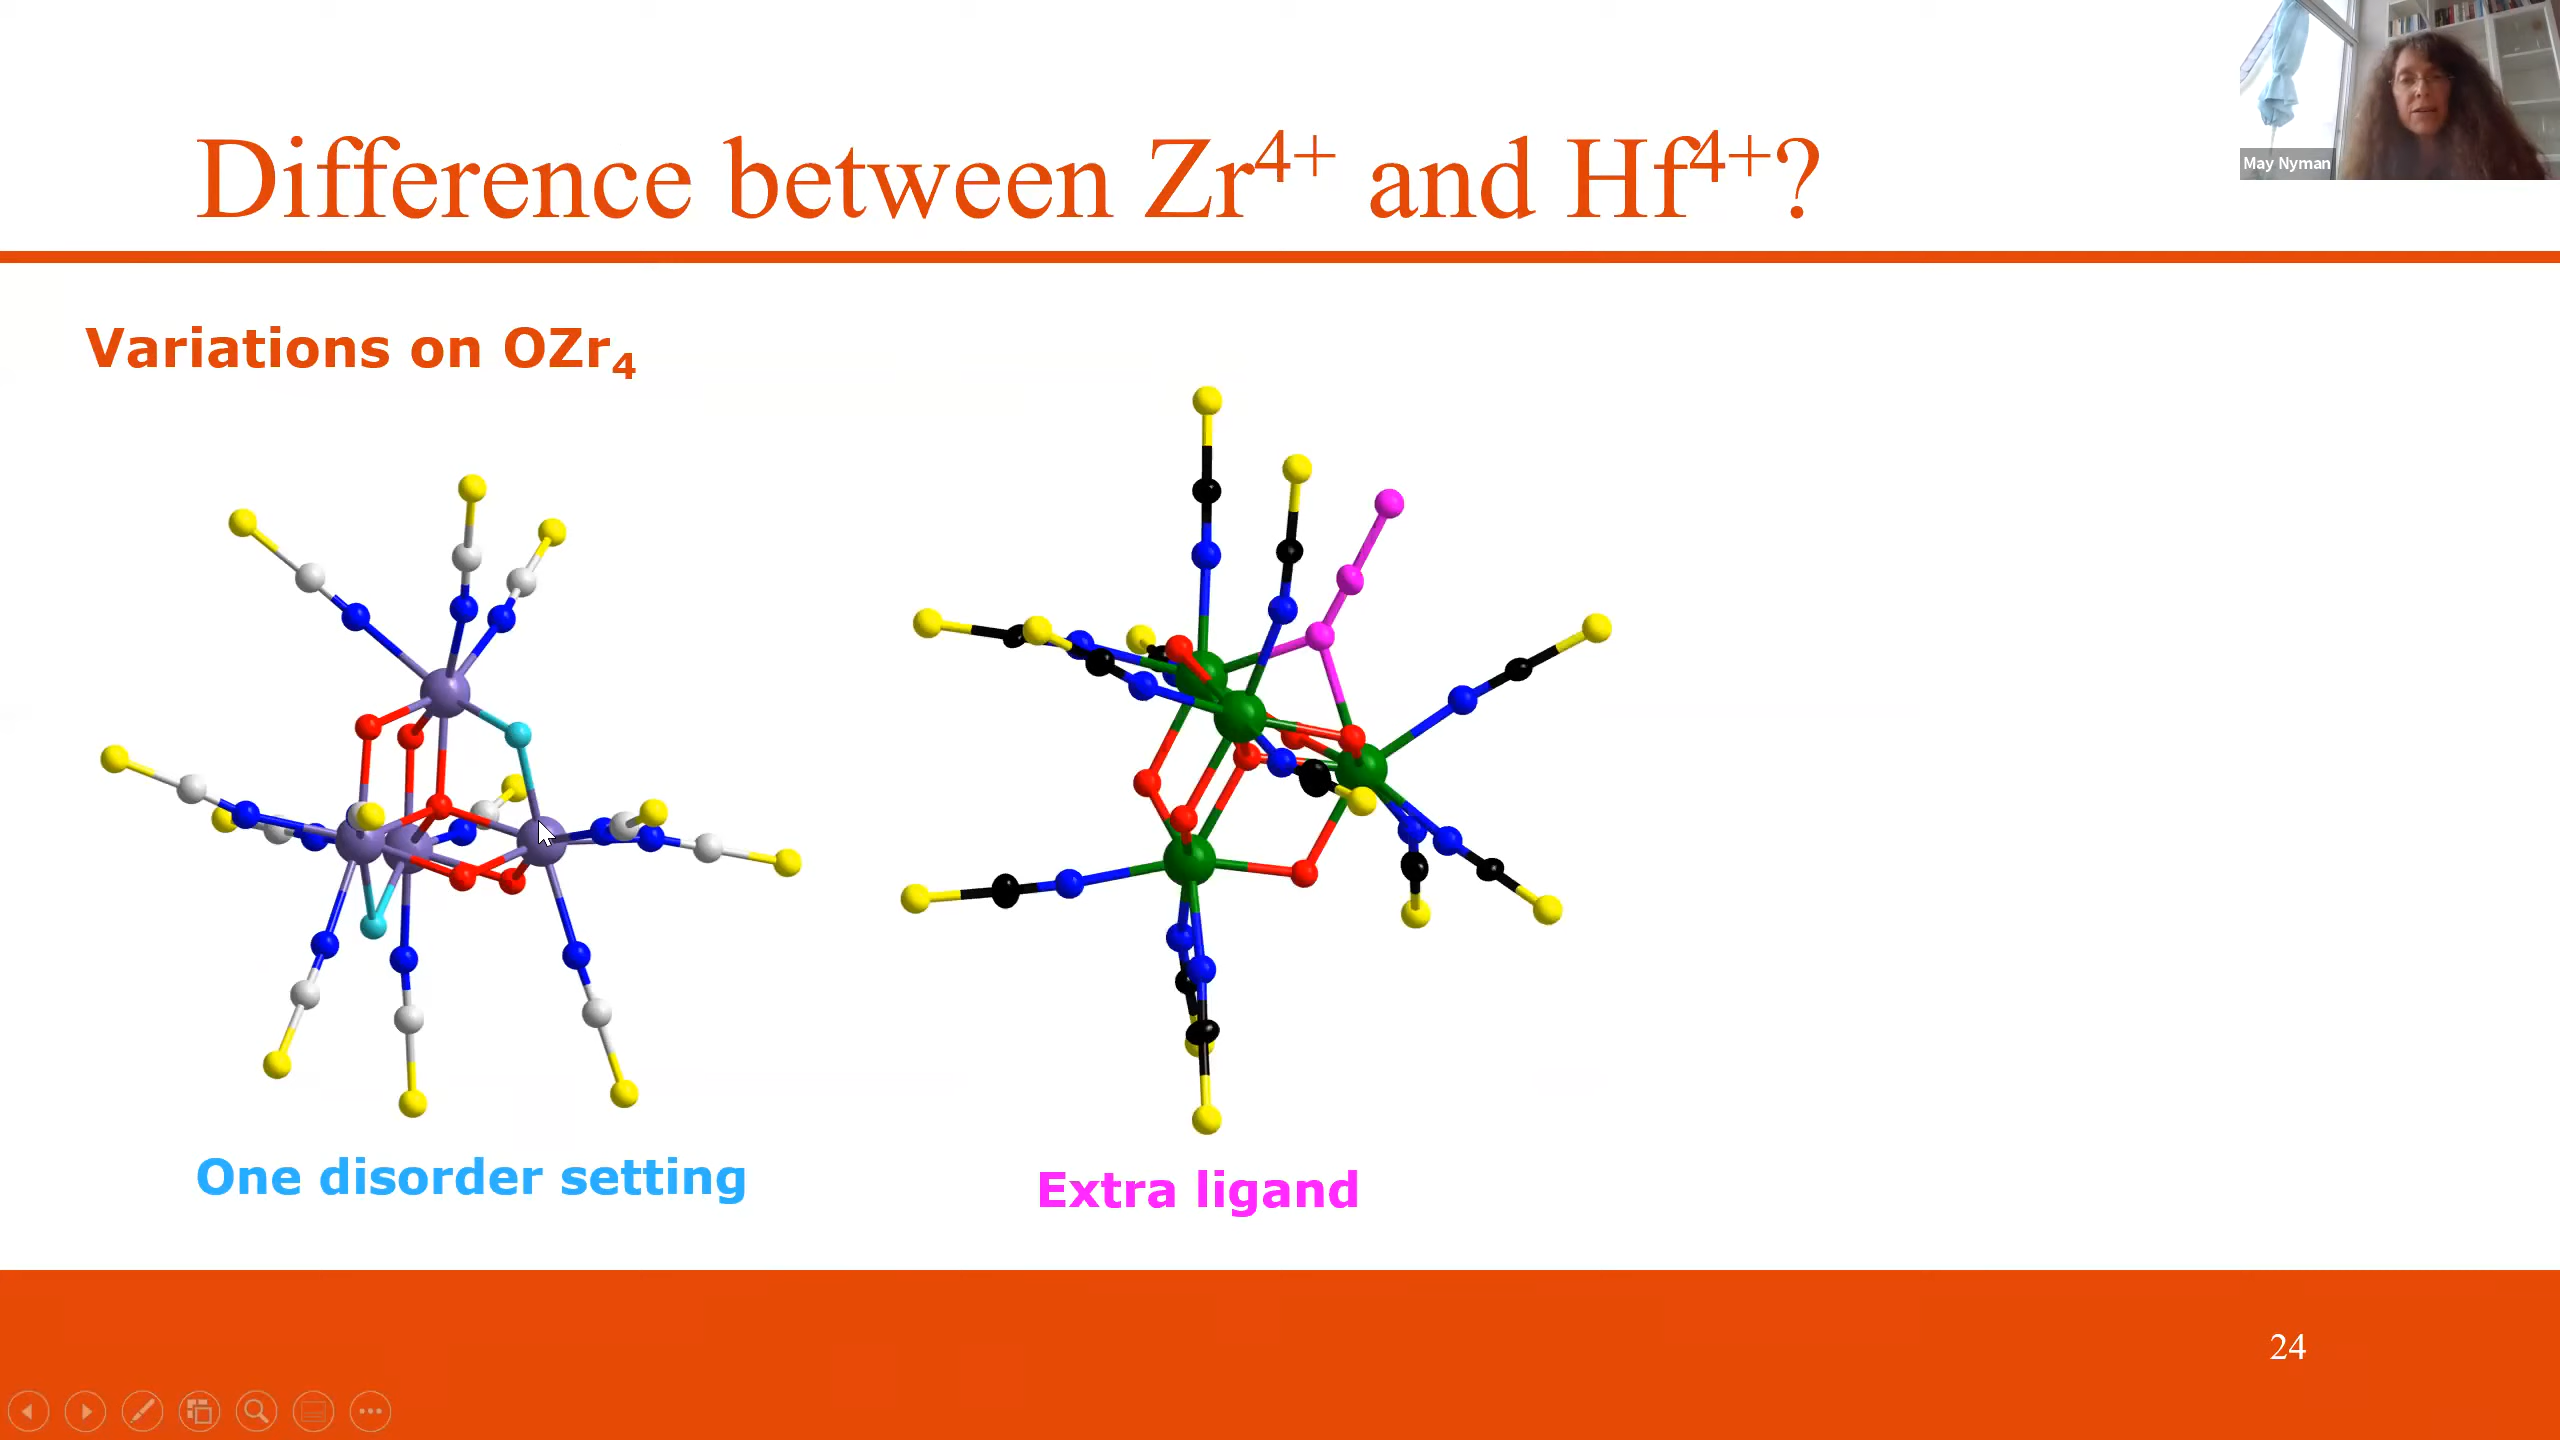 Difference between Zr⁴⁺ and Hf⁴⁺?
May Nyman
Variations on OZr₄
One disorder setting
Extra ligand
24